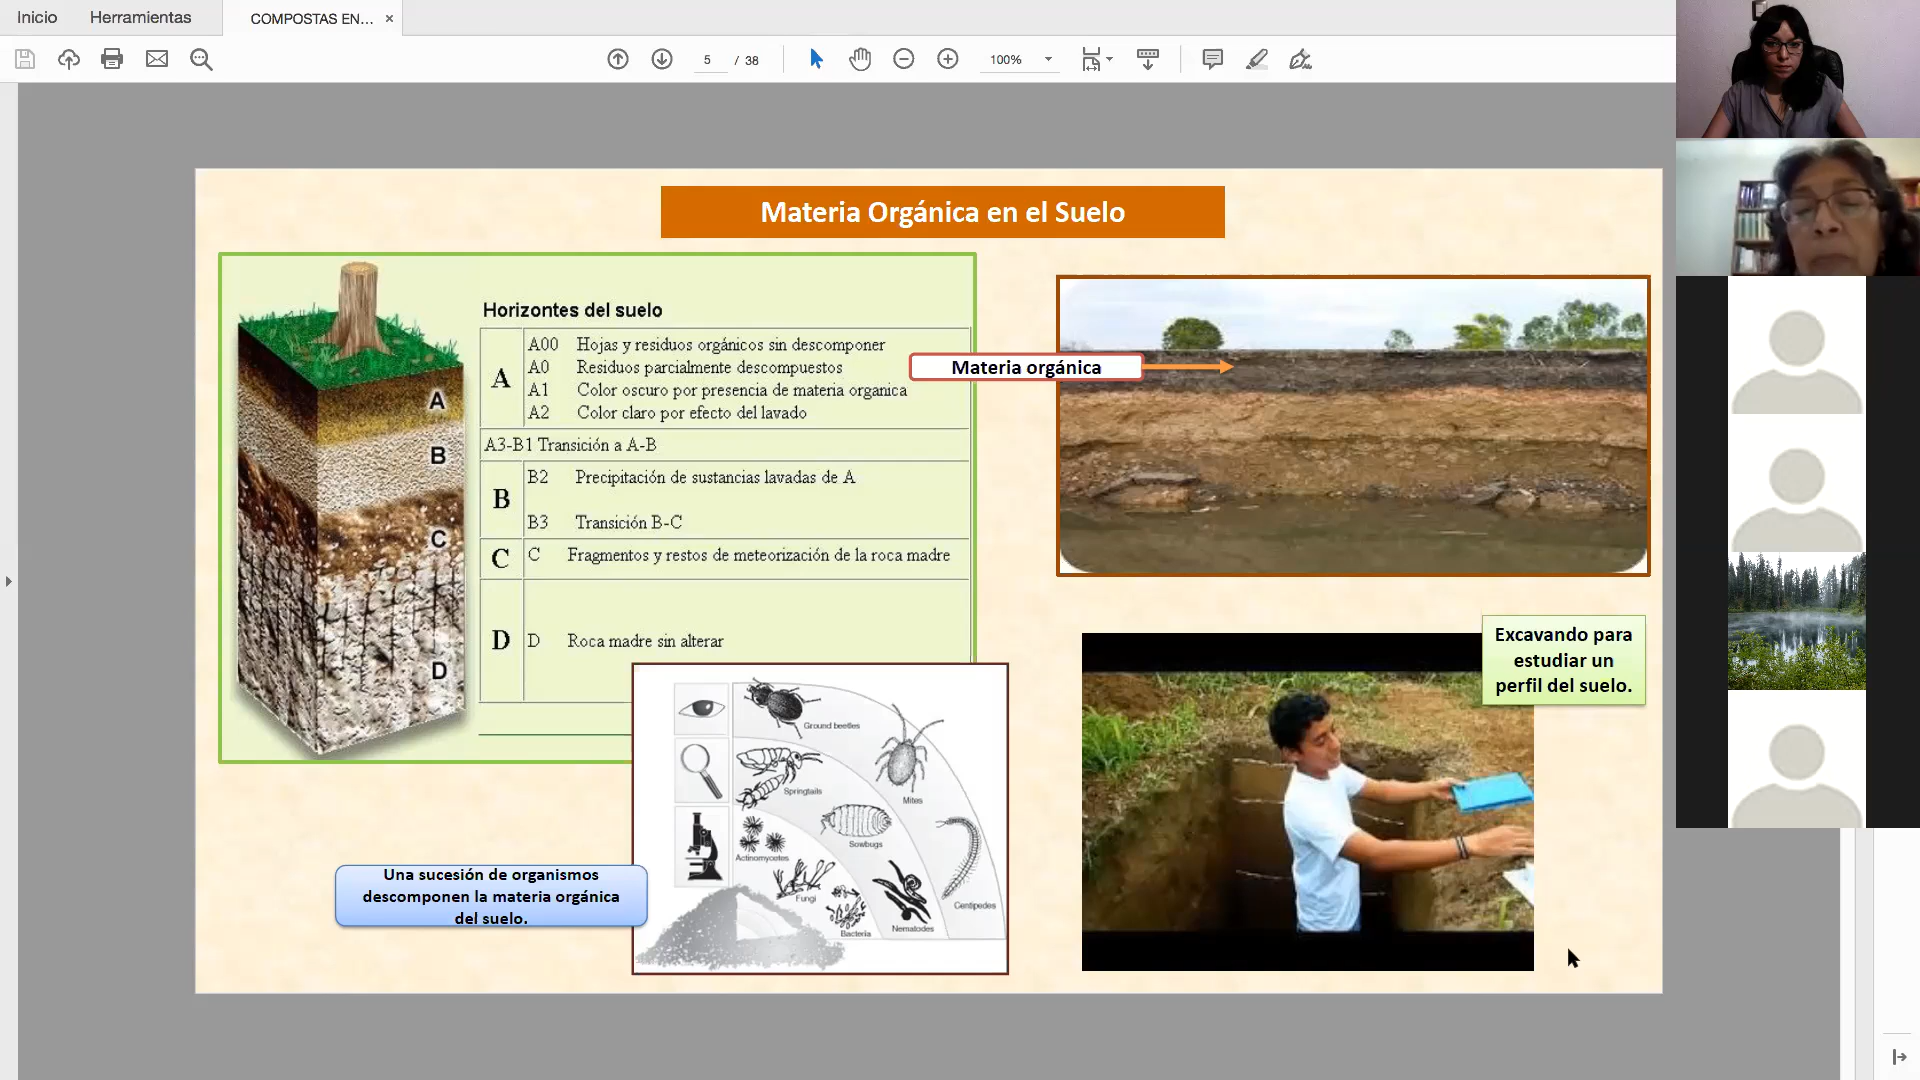 Inicio
Herramientas
COMPOSTAS EN... ×
5 / 38
100%
Materia Orgánica en el Suelo
Horizontes del suelo
A
A00 Hojas y residuos orgánicos sin descomponer
A0 Residuos parcialmente descompuestos
A1 Color oscuro por presencia de materia organica
A2 Color claro por efecto del lavado
A3-B1 Transición a A-B
B
B2 Precipitación de sustancias lavadas de A
B3 Transición B-C
C
C Fragmentos y restos de meteorización de la roca madre
D
D Roca madre sin alterar
A
B
C
D
Materia orgánica
Excavando para
estudiar un
perfil del suelo.
Ground beetles
Mites
Springtails
Sowbugs
Actinomycetes
Fungi
Bacteria
Nematodes
Centipedes
Una sucesión de organismos
descomponen la materia orgánica
del suelo.